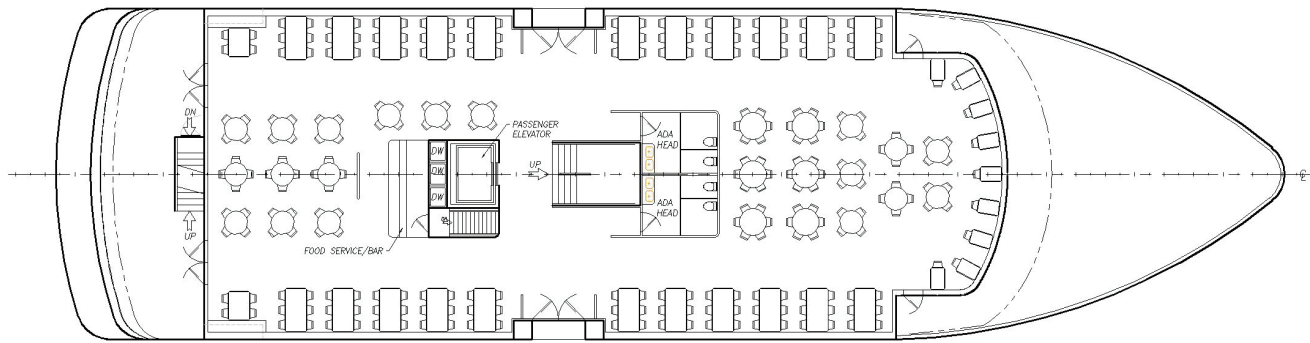 DN
UP
PASSENGER
ELEVATOR
DW
DW
DW
UP
ADA
HEAD
ADA
HEAD
FOOD SERVICE/BAR